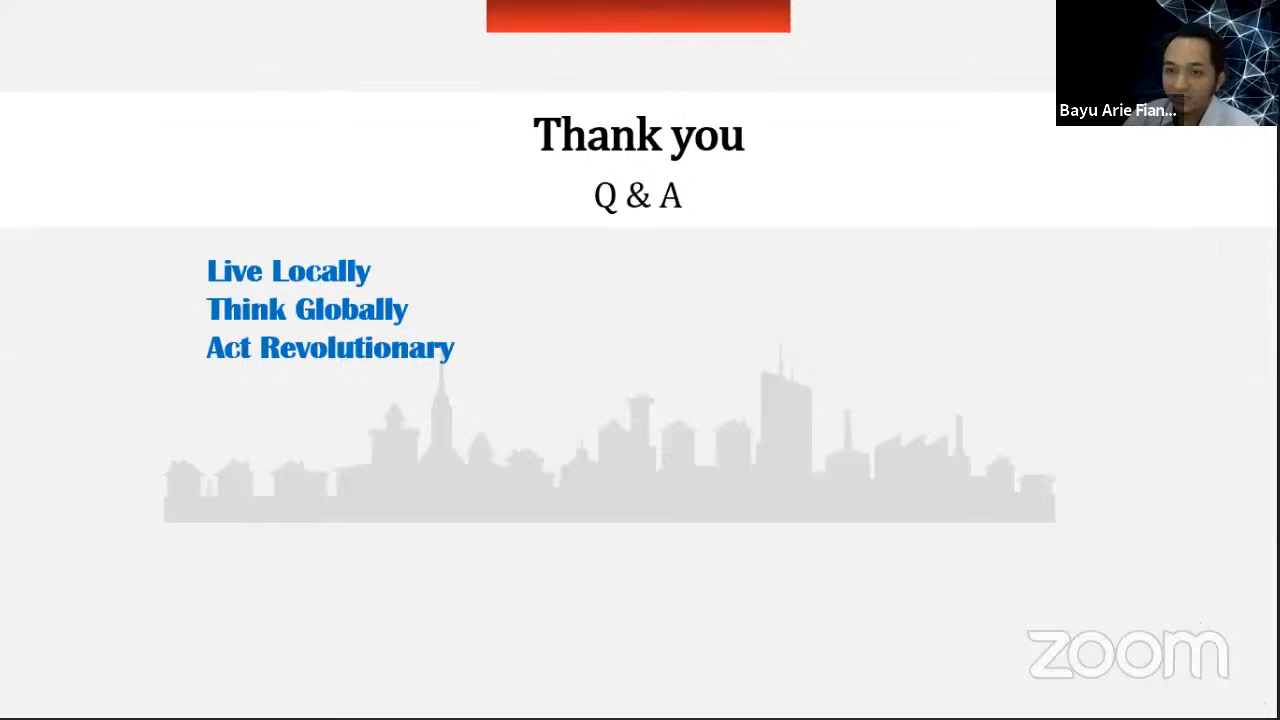 Thank you
Q & A
Bayu Arie Fian...
Live Locally
Think Globally
Act Revolutionary
zoom